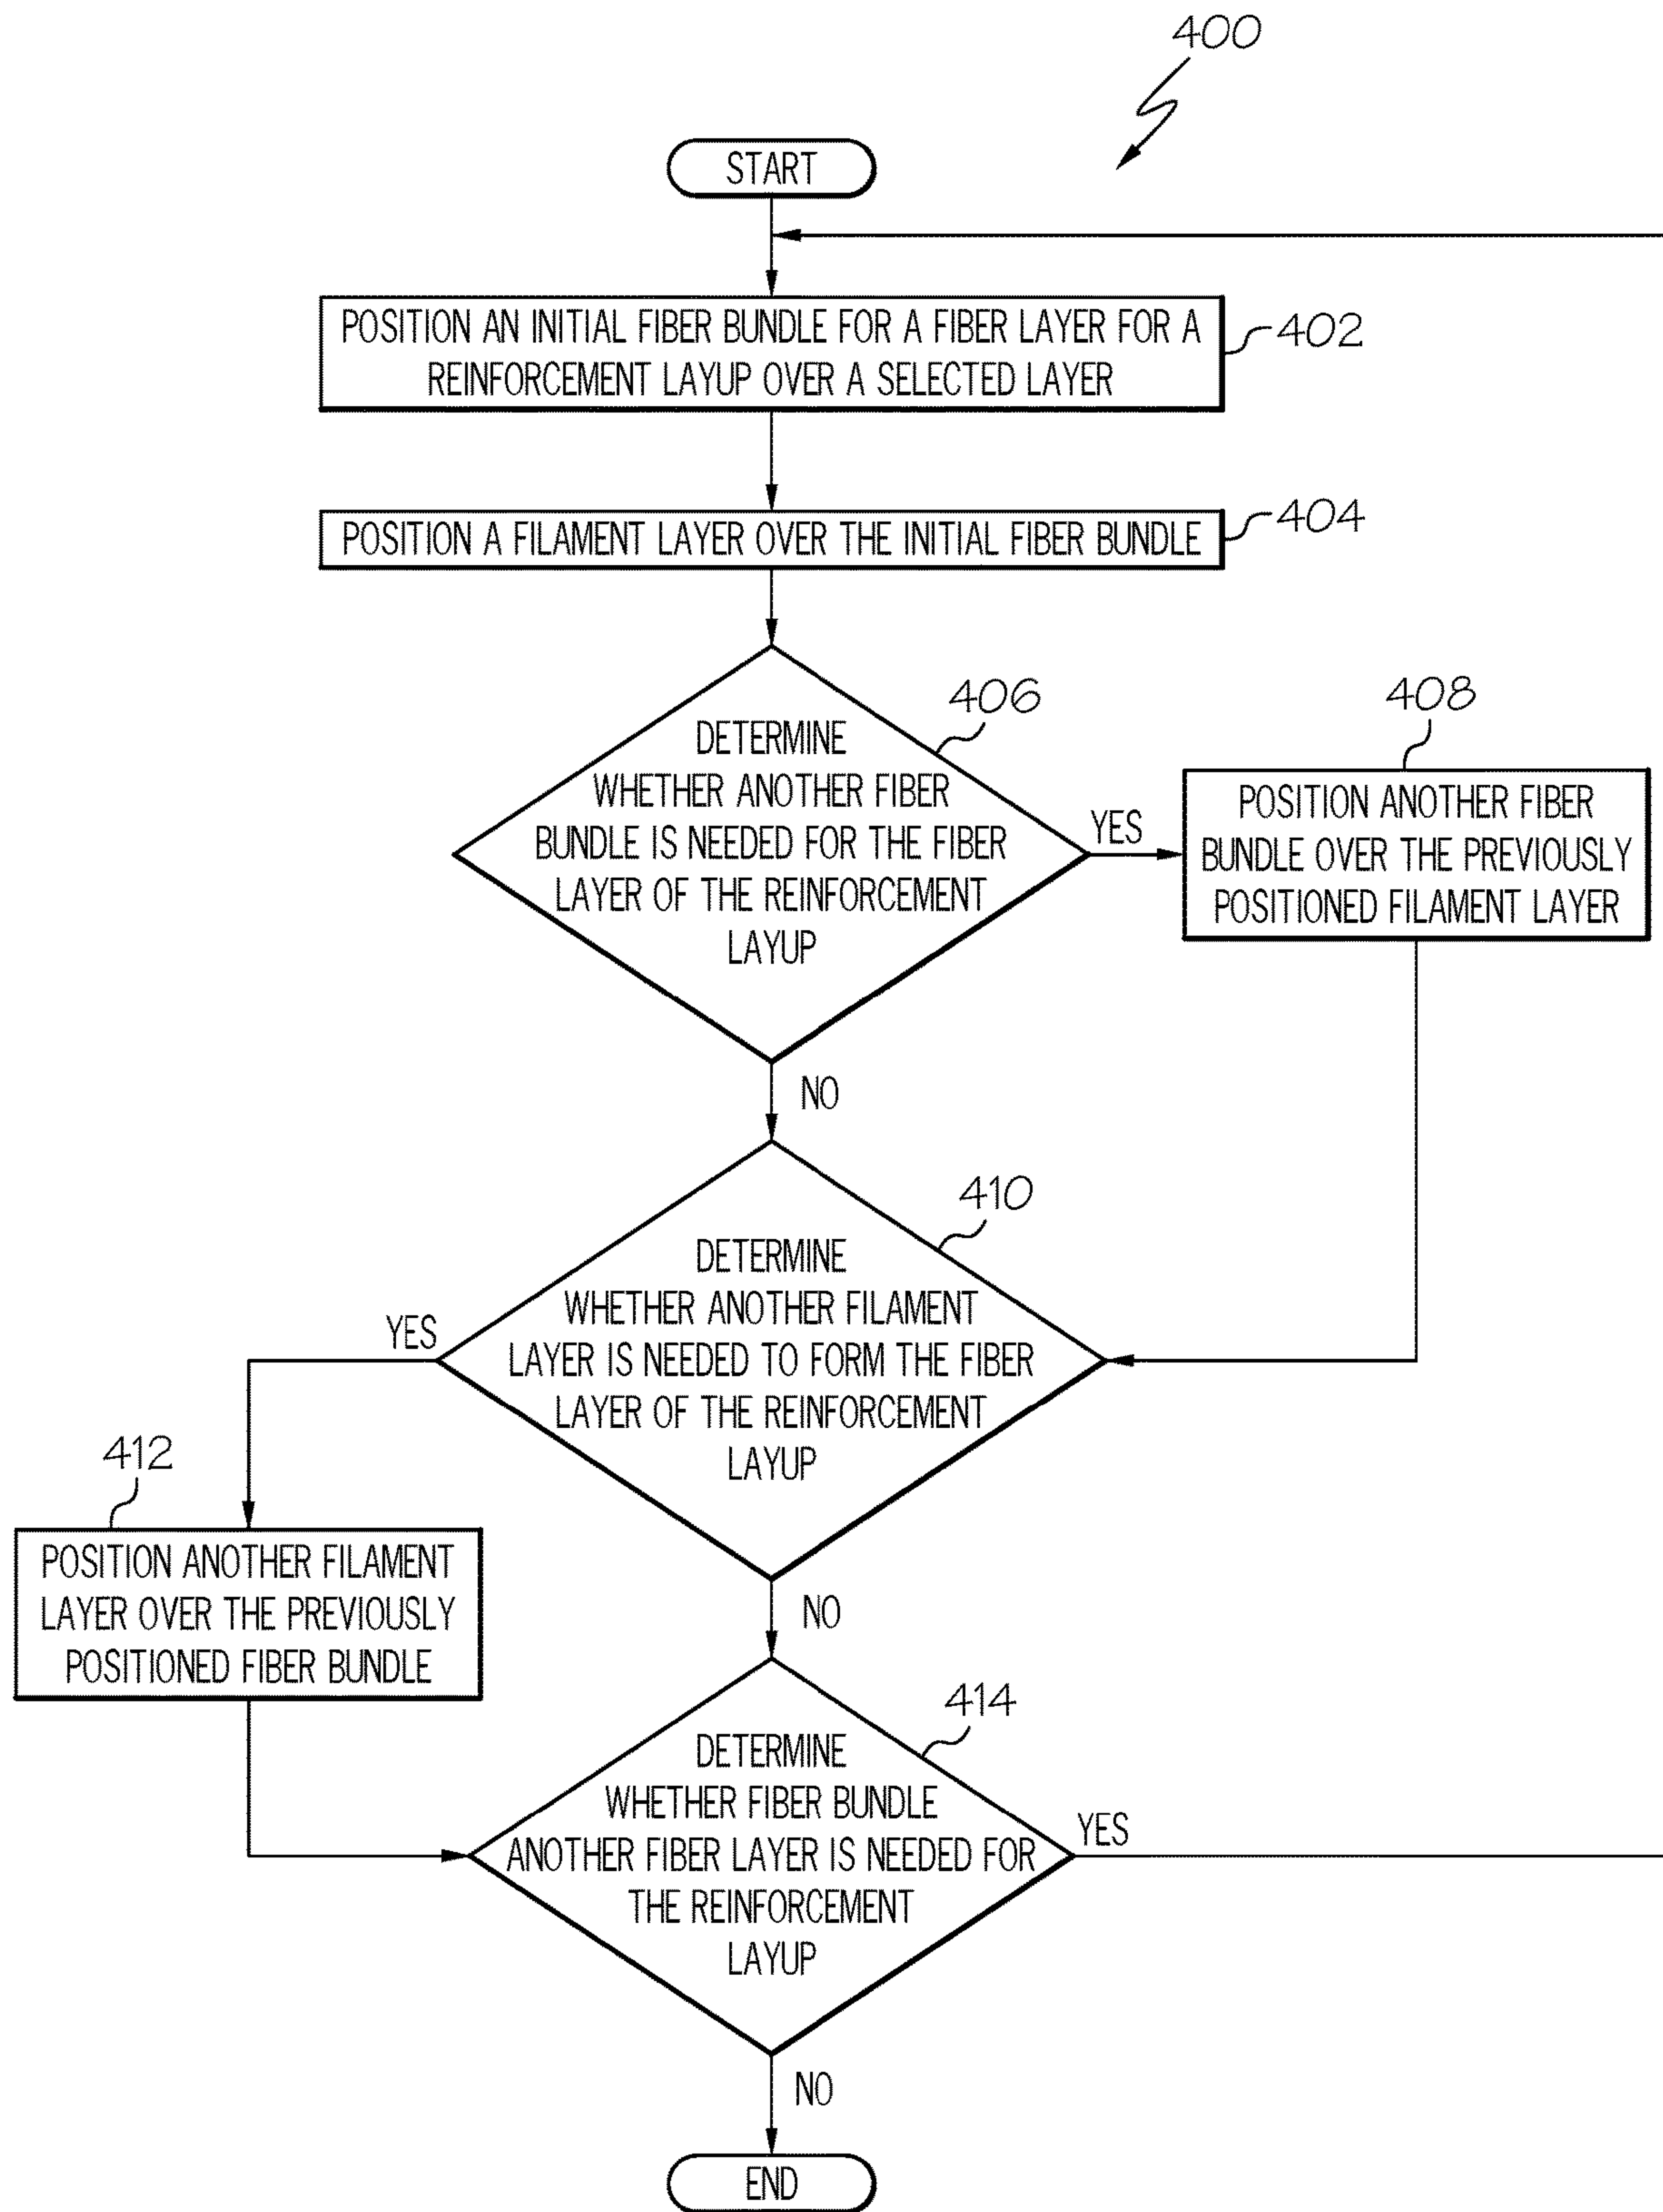 400
START
POSITION AN INITIAL FIBER BUNDLE FOR A FIBER LAYER FOR A
REINFORCEMENT LAYUP OVER A SELECTED LAYER
402
POSITION A FILAMENT LAYER OVER THE INITIAL FIBER BUNDLE
404
DETERMINE
WHETHER ANOTHER FIBER
BUNDLE IS NEEDED FOR THE FIBER
LAYER OF THE REINFORCEMENT
LAYUP
406
YES
408
POSITION ANOTHER FIBER
BUNDLE OVER THE PREVIOUSLY
POSITIONED FILAMENT LAYER
NO
410
DETERMINE
WHETHER ANOTHER FILAMENT
LAYER IS NEEDED TO FORM THE FIBER
LAYER OF THE REINFORCEMENT
LAYUP
YES
412
POSITION ANOTHER FILAMENT
LAYER OVER THE PREVIOUSLY
POSITIONED FIBER BUNDLE
NO
414
DETERMINE
WHETHER FIBER BUNDLE
ANOTHER FIBER LAYER IS NEEDED FOR
THE REINFORCEMENT
LAYUP
YES
NO
END